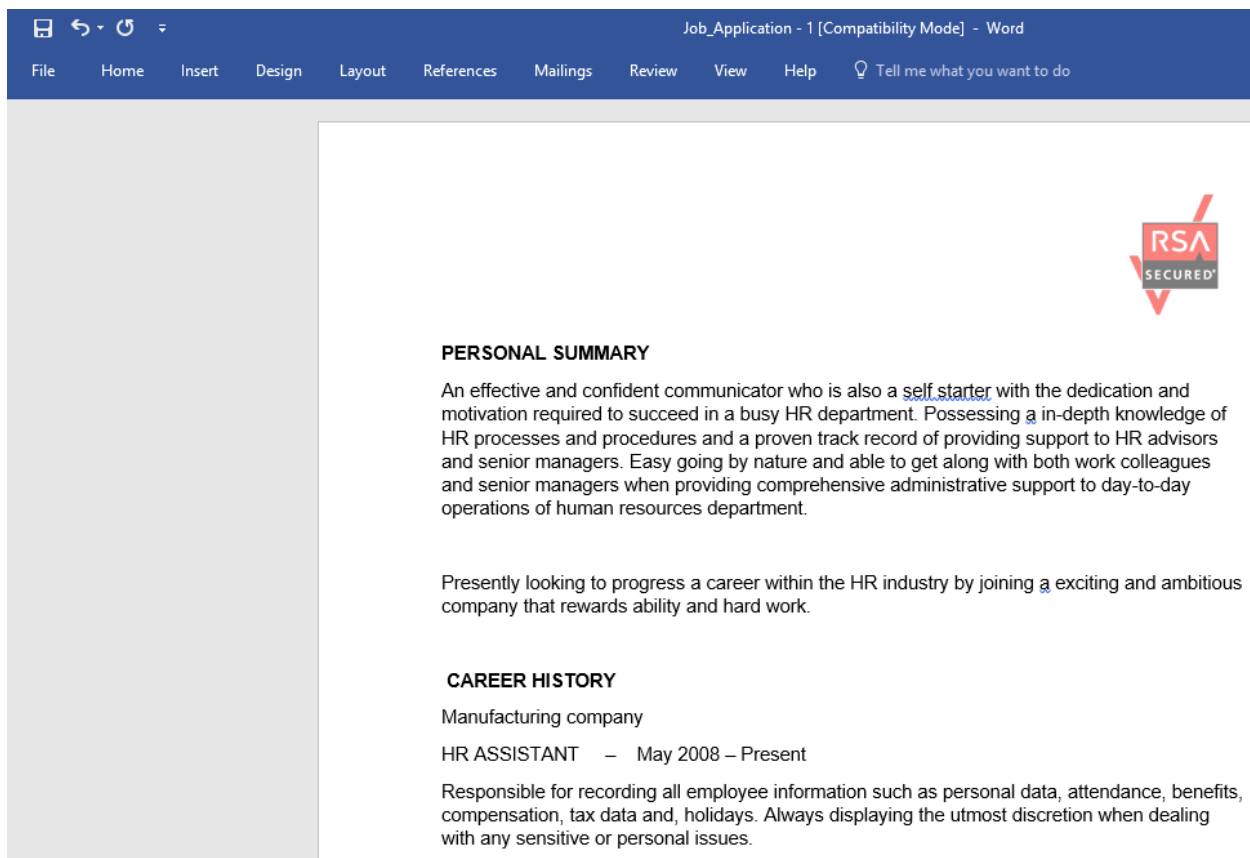 Job_Application - 1 [Compatibility Mode] - Word
File Home Insert Design Layout References Mailings Review View Help Tell me what you want to do
RSA
SECURED®
PERSONAL SUMMARY
An effective and confident communicator who is also a self starter with the dedication and
motivation required to succeed in a busy HR department. Possessing a in-depth knowledge of
HR processes and procedures and a proven track record of providing support to HR advisors
and senior managers. Easy going by nature and able to get along with both work colleagues
and senior managers when providing comprehensive administrative support to day-to-day
operations of human resources department.
Presently looking to progress a career within the HR industry by joining a exciting and ambitious
company that rewards ability and hard work.
CAREER HISTORY
Manufacturing company
HR ASSISTANT – May 2008 – Present
Responsible for recording all employee information such as personal data, attendance, benefits,
compensation, tax data and, holidays. Always displaying the utmost discretion when dealing
with any sensitive or personal issues.